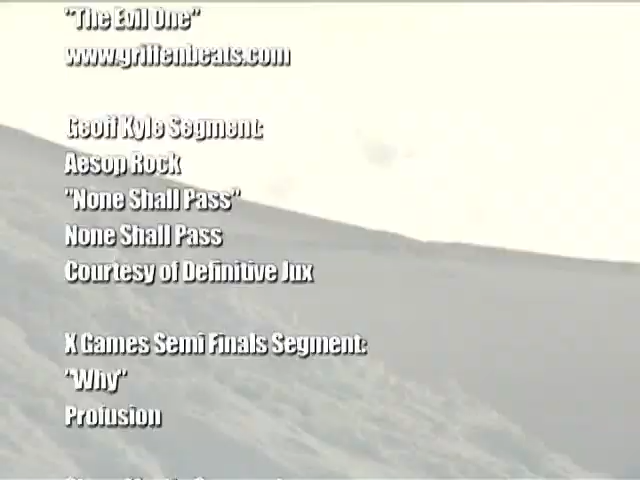 "The Evil One"
www.griffenbeats.com
Geoff Kyle Segment:
Aesop Rock
"None Shall Pass"
None Shall Pass
Courtesy of Definitive Jux
X Games Semi Finals Segment:
"Why"
Profusion